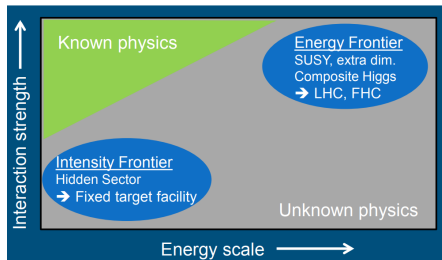 Known physics
Energy Frontier
SUSY, extra dim.
Composite Higgs
➔ LHC, FHC
Interaction strength
Intensity Frontier
Hidden Sector
➔ Fixed target facility
Unknown physics
Energy scale